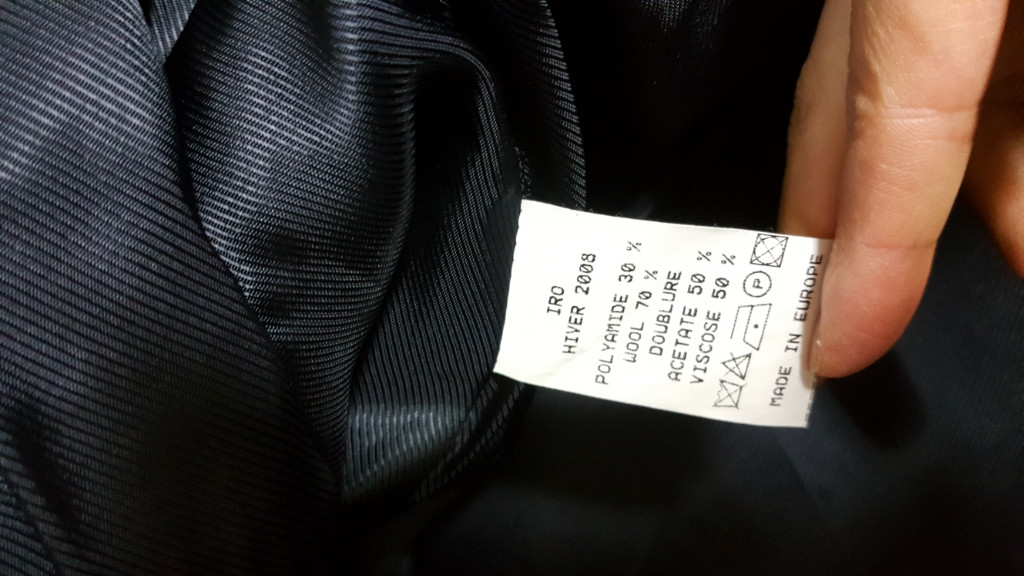 IRO
HIVER 2008
POLYAMIDE 30 %
WOOL 70 %
DOUBLURE
ACETATE 50 %
VISCOSE 50 %
P
MADE IN EUROPE